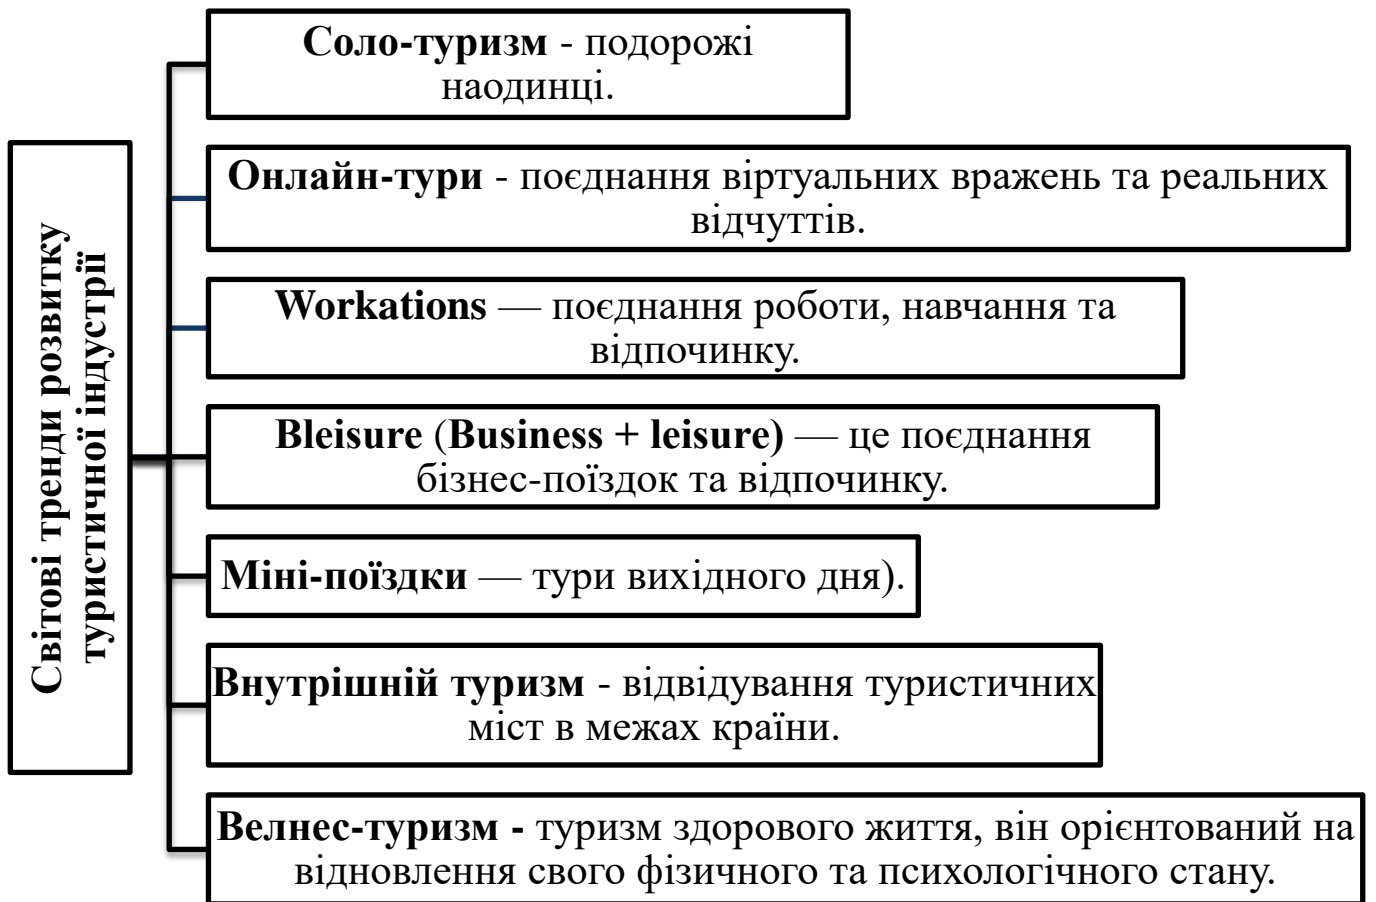 Світові тренди розвитку
туристичної індустрії
Соло-туризм - подорожі
наодинці.
Онлайн-тури - поєднання віртуальних вражень та реальних
відчуттів.
Workations — поєднання роботи, навчання та
відпочинку.
Bleisure (Business + leisure) — це поєднання
бізнес-поїздок та відпочинку.
Міні-поїздки — тури вихідного дня).
Внутрішній туризм - відвідування туристичних
міст в межах країни.
Велнес-туризм - туризм здорового життя, він орієнтований на
відновлення свого фізичного та психологічного стану.